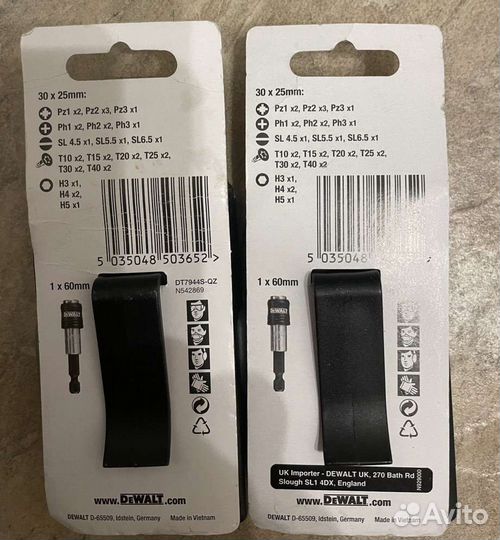 30 x 25mm:
Pz1 x2, Pz2 x3, Pz3 x1
Ph1 x2, Ph2 x2, Ph3 x1
SL 4.5 x1, SL5.5 x1, SL6.5 x1
T10 x2, T15 x2, T20 x2, T25 x2,
T30 x2, T40 x2
H3 x1,
H4 x2,
H5 x1
5 035048 503652 >
1 x 60mm
DT7944S-QZ
N542869
DEWALT
www.DEWALT.com
DEWALT D-65509, Idstein, Germany
Made in Vietnam
30 x 25mm:
Pz1 x2, Pz2 x3, Pz3 x1
Ph1 x2, Ph2 x2, Ph3 x1
SL 4.5 x1, SL5.5 x1, SL6.5 x1
T10 x2, T15 x2, T20 x2, T25 x2,
T30 x2, T40 x2
H3 x1,
H4 x2,
H5 x1
5 035048 503652 >
1 x 60mm
DEWALT
UK Importer - DEWALT UK, 270 Bath Rd
Slough SL1 4DX, England
www.DEWALT.com
DEWALT D-65509, Idstein, Germany
Made in Vietnam
Avito